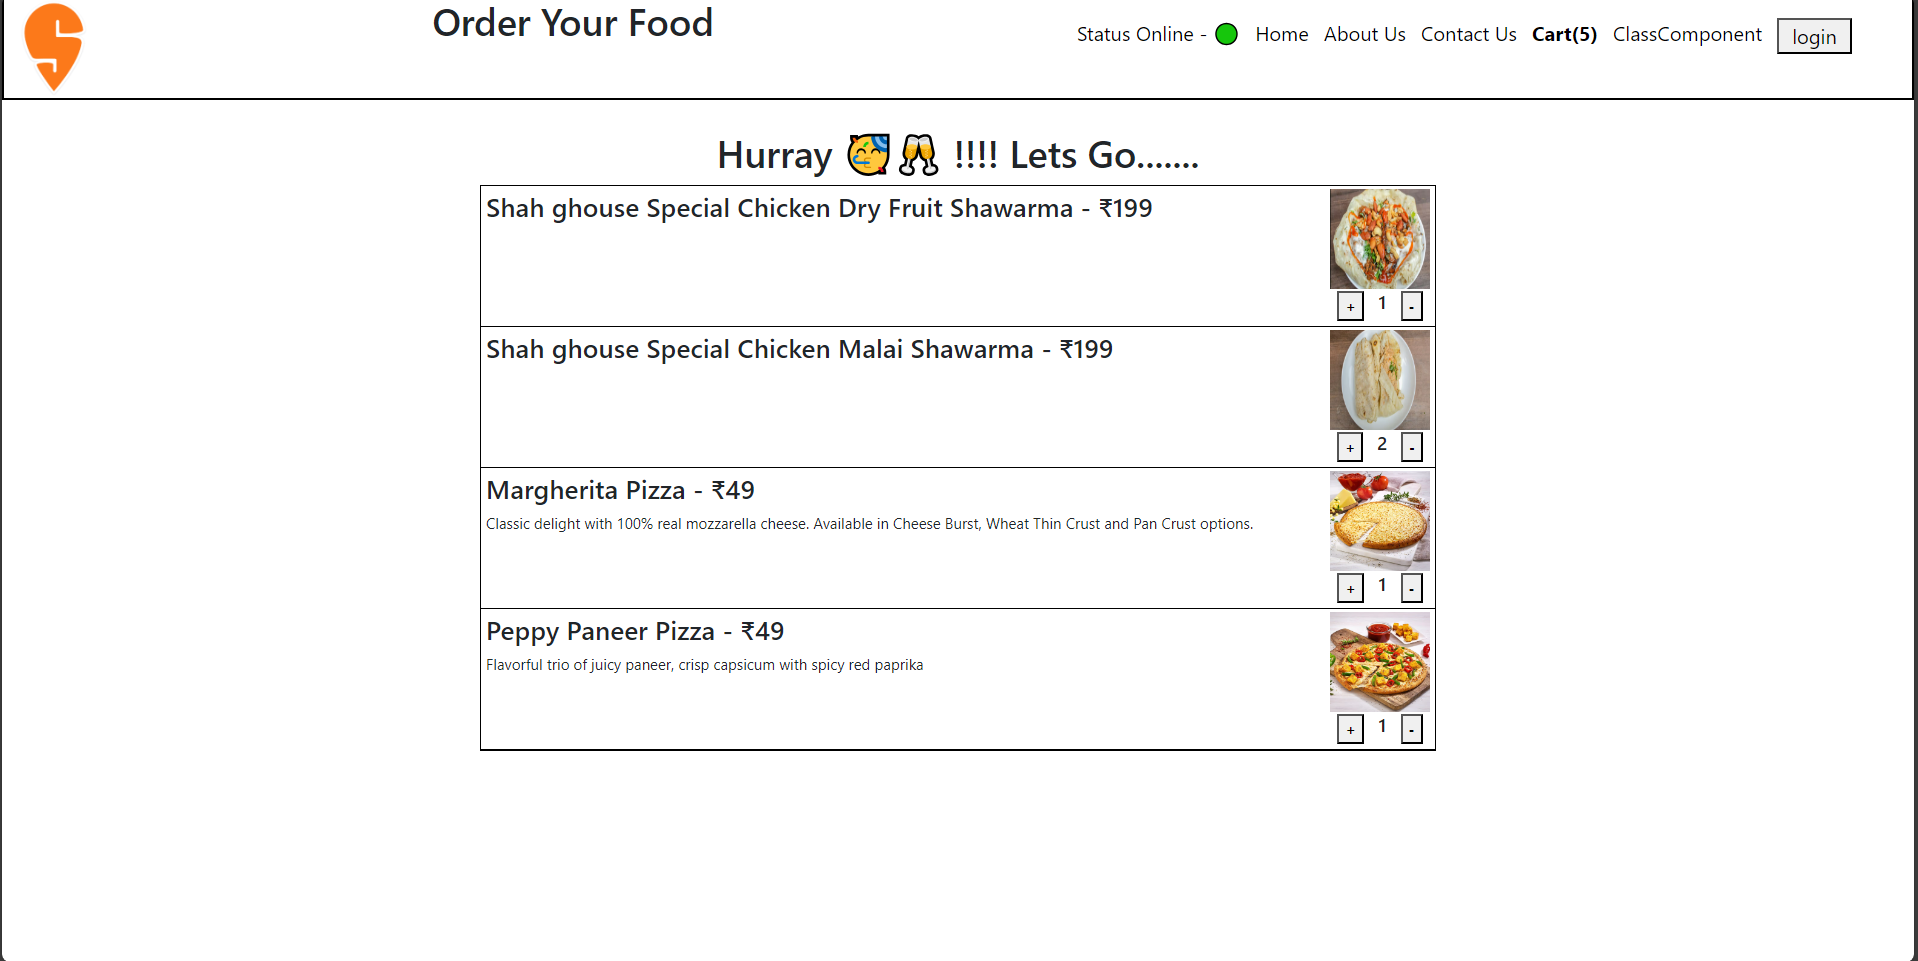 Order Your Food
Status Online - Home About Us Contact Us Cart(5) ClassComponent login
Hurray 🥳🥂 !!!! Lets Go.......
Shah ghouse Special Chicken Dry Fruit Shawarma - ₹199
+ 1 -
Shah ghouse Special Chicken Malai Shawarma - ₹199
+ 2 -
Margherita Pizza - ₹49
Classic delight with 100% real mozzarella cheese. Available in Cheese Burst, Wheat Thin Crust and Pan Crust options.
+ 1 -
Peppy Paneer Pizza - ₹49
Flavorful trio of juicy paneer, crisp capsicum with spicy red paprika
+ 1 -